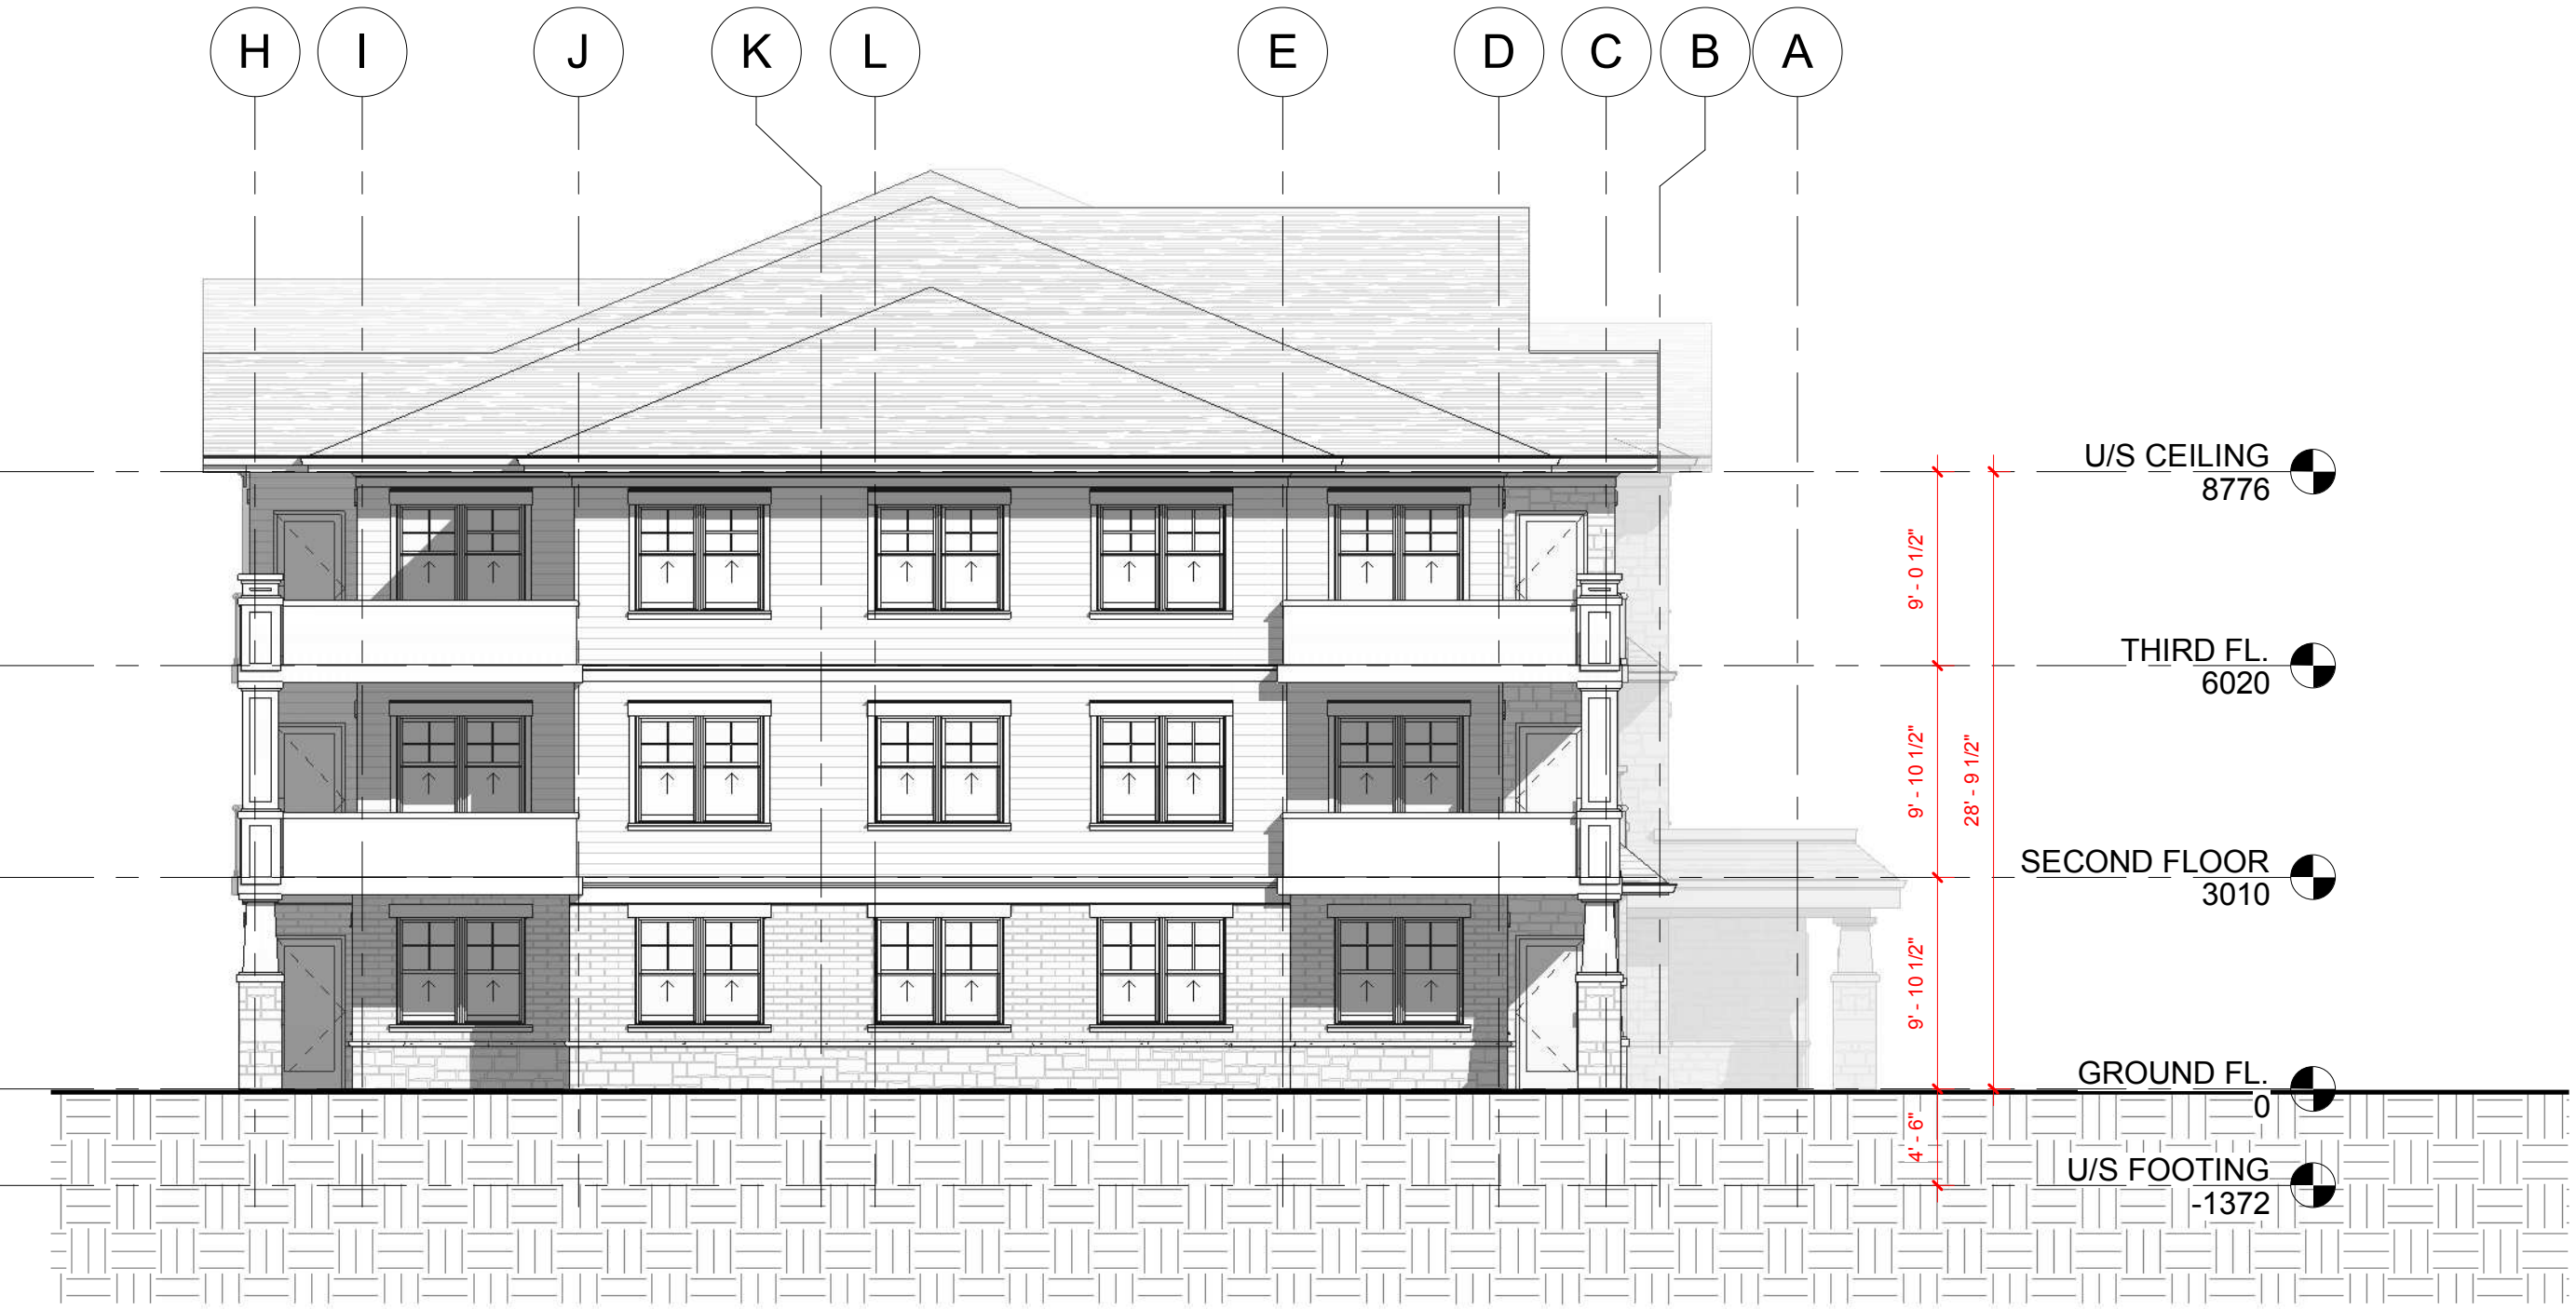 H I J K L E D C B A
U/S CEILING
8776
9' - 0 1/2"
THIRD FL.
6020
9' - 10 1/2"
28' - 9 1/2"
SECOND FLOOR
3010
9' - 10 1/2"
GROUND FL.
0
4' - 6"
U/S FOOTING
-1372